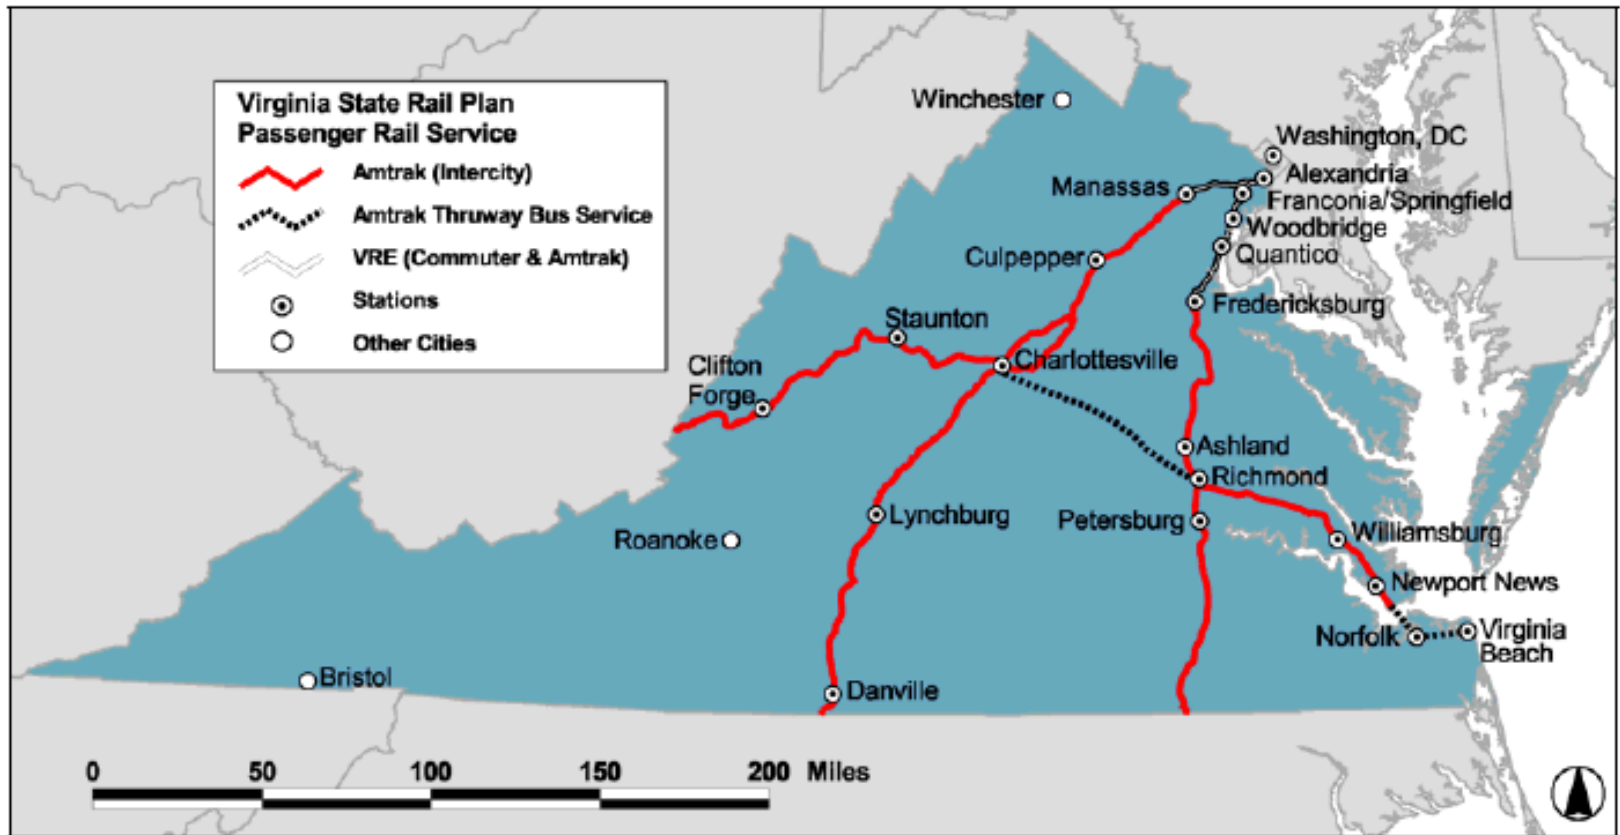 Virginia State Rail Plan
Passenger Rail Service
Amtrak (Intercity)
Amtrak Thruway Bus Service
VRE (Commuter & Amtrak)
Stations
Other Cities
Winchester
Washington, DC
Alexandria
Manassas
Franconia/Springfield
Woodbridge
Quantico
Culpepper
Fredericksburg
Staunton
Charlottesville
Clifton
Forge
Ashland
Richmond
Lynchburg
Petersburg
Roanoke
Williamsburg
Newport News
Norfolk
Virginia
Beach
Bristol
Danville
0 50 100 150 200 Miles